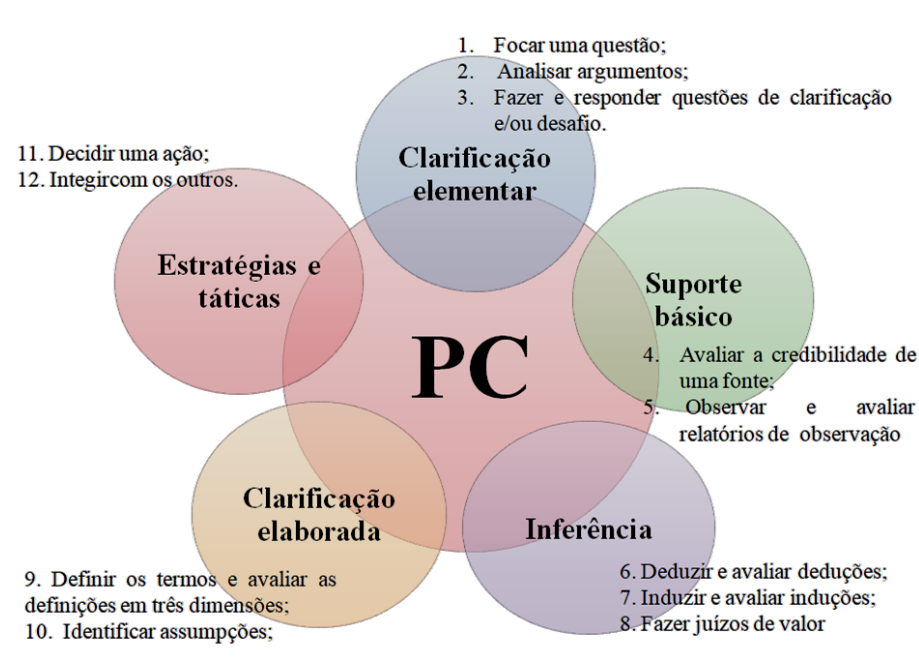 1. Focar uma questão;
2. Analisar argumentos;
3. Fazer e responder questões de clarificação
e/ou desafio.
Clarificação
elementar
11. Decidir uma ação;
12. Integircom os outros.
Estratégias e
táticas
Suporte
básico
4. Avaliar a credibilidade de
uma fonte;
5. Observar e avaliar
relatórios de observação
PC
Clarificação
elaborada
9. Definir os termos e avaliar as
definições em três dimensões;
10. Identificar assumpções;
Inferência
6. Deduzir e avaliar deduções;
7. Induzir e avaliar induções;
8. Fazer juízos de valor